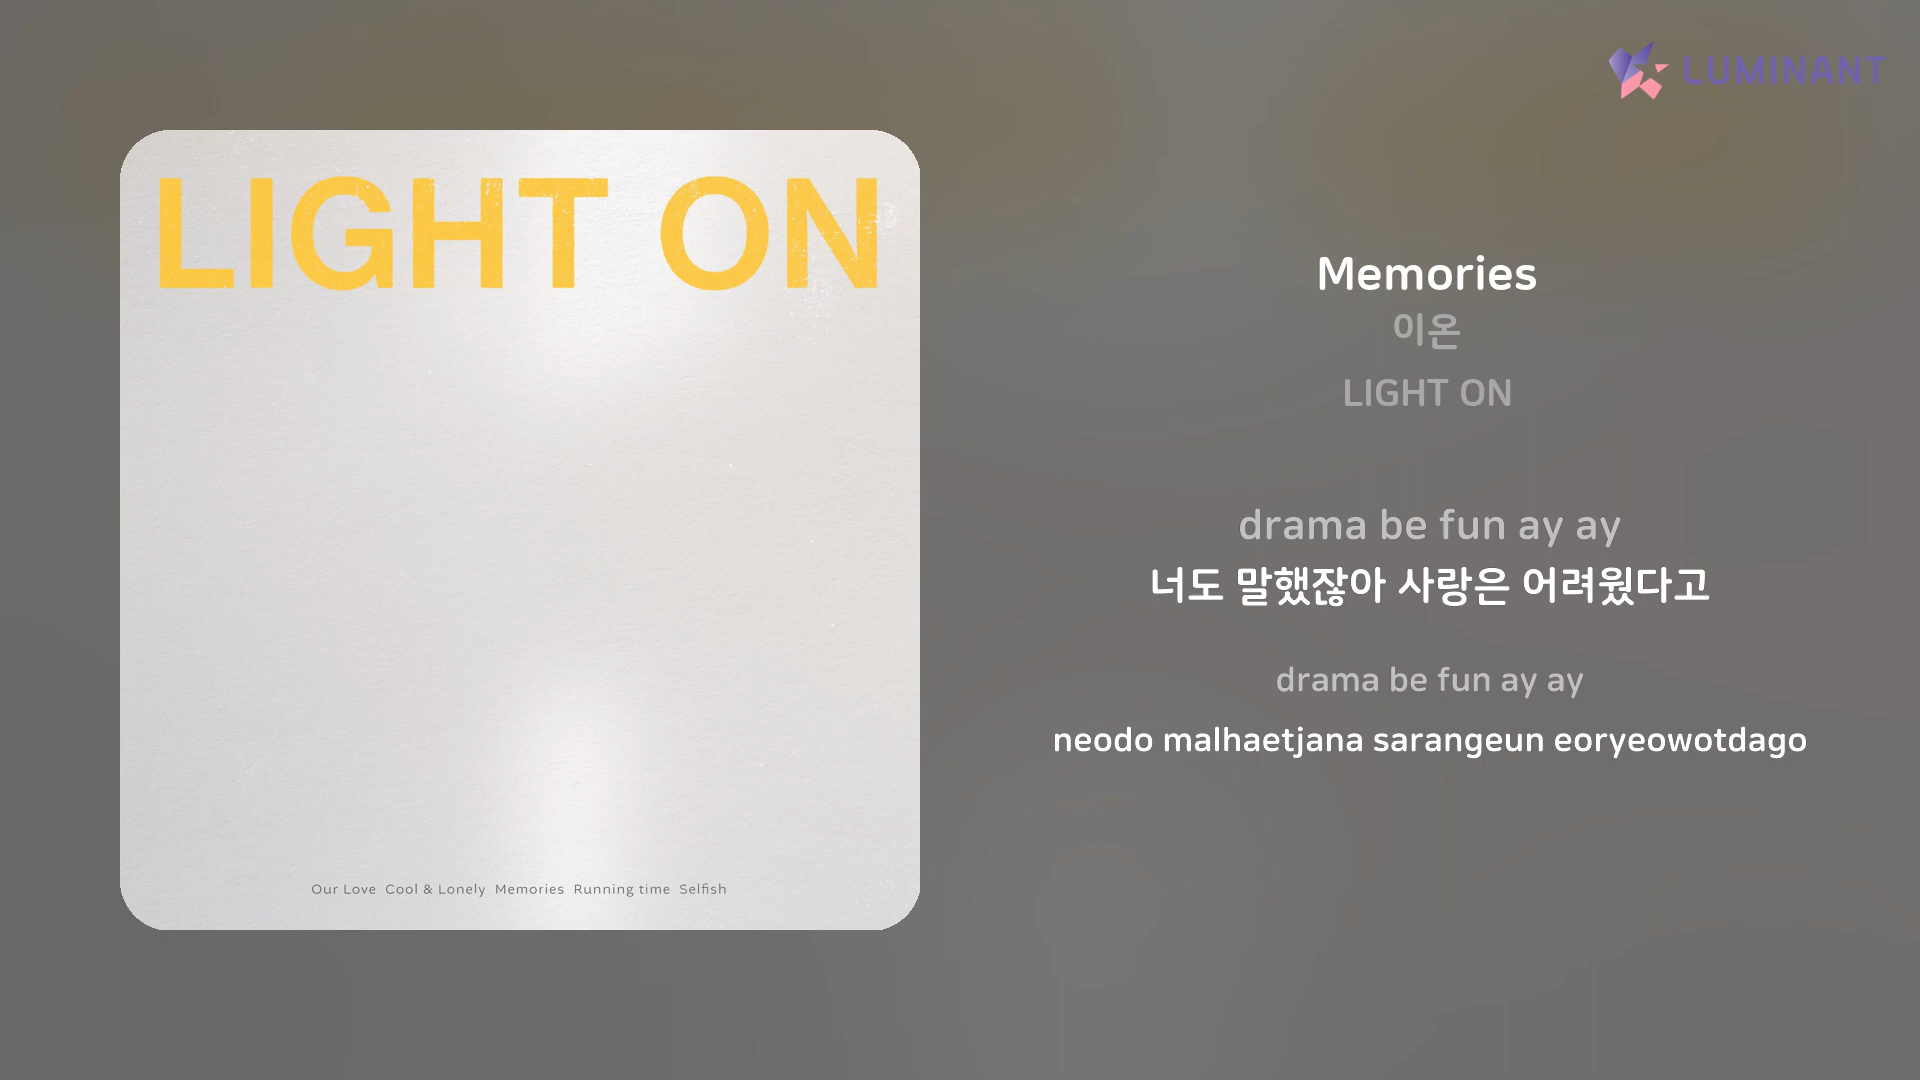 LUMINANT
LIGHT ON
Our Love Cool & Lonely Memories Running time Selfish
Memories
이온
LIGHT ON
drama be fun ay ay
너도 말했잖아 사랑은 어려웠다고
drama be fun ay ay
neodo malhaetjana sarangeun eoryeowotdago